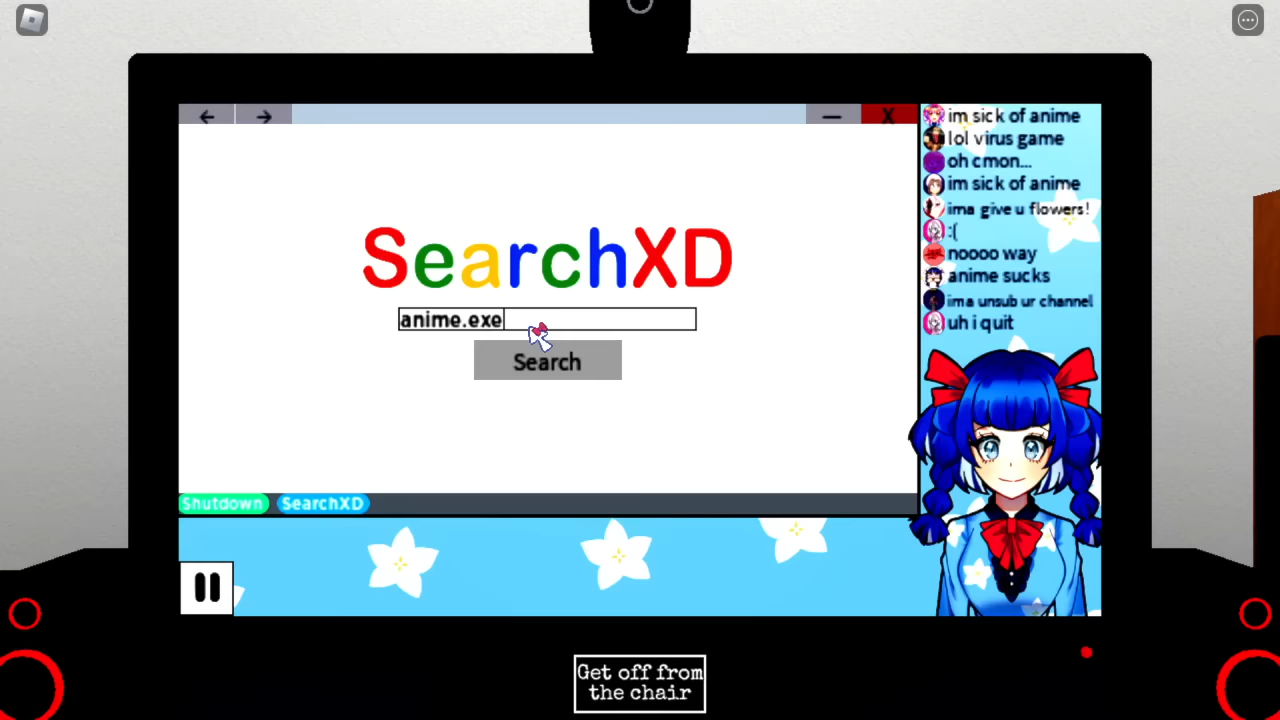 SearchXD
anime.exe
Search
Shutdown
SearchXD
im sick of anime
lol virus game
oh cmon...
im sick of anime
ima give u flowers!
:(
noooo way
anime sucks
ima unsub ur channel
uh i quit
X
Get off from
the chair